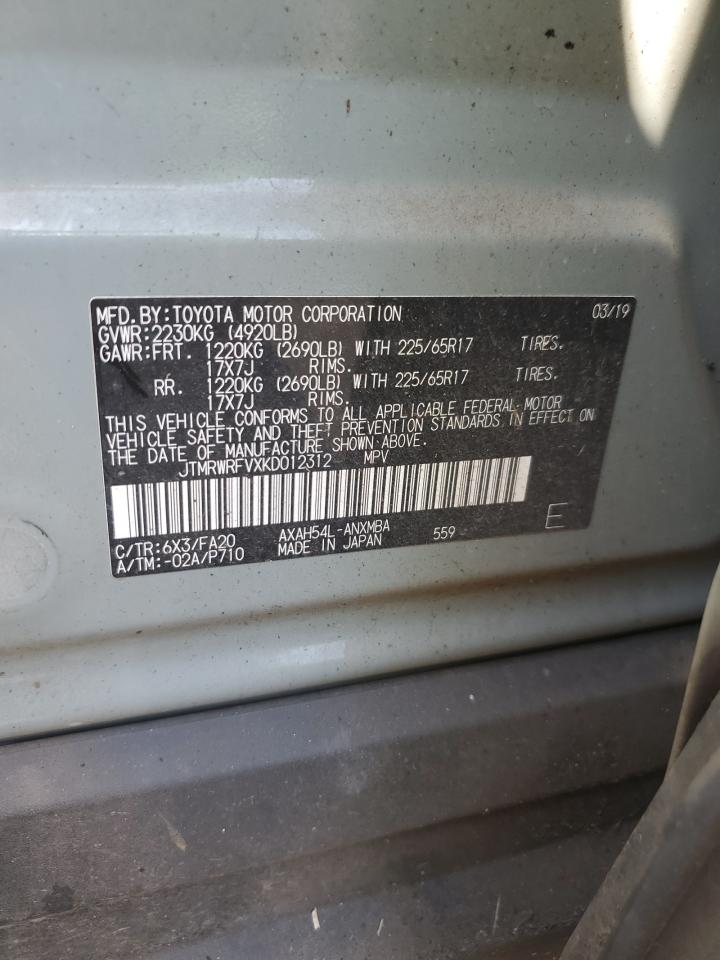 MFD.BY:TOYOTA MOTOR CORPORATION 03/19
GVWR:2230KG (4920LB)
GAWR:FRT. 1220KG (2690LB) WITH 225/65R17 TIRES.
17X7J RIMS.
RR. 1220KG (2690LB) WITH 225/65R17 TIRES.
17X7J RIMS.
THIS VEHICLE CONFORMS TO ALL APPLICABLE FEDERAL MOTOR
VEHICLE SAFETY AND THEFT PREVENTION STANDARDS IN EFFECT ON
THE DATE OF MANUFACTURE SHOWN ABOVE.
JTMRWRFVXKD012312 MPV
C/TR:6X3/FA20 AXAH54L-ANXMBA 559 E
A/TM:-02A/P710 MADE IN JAPAN